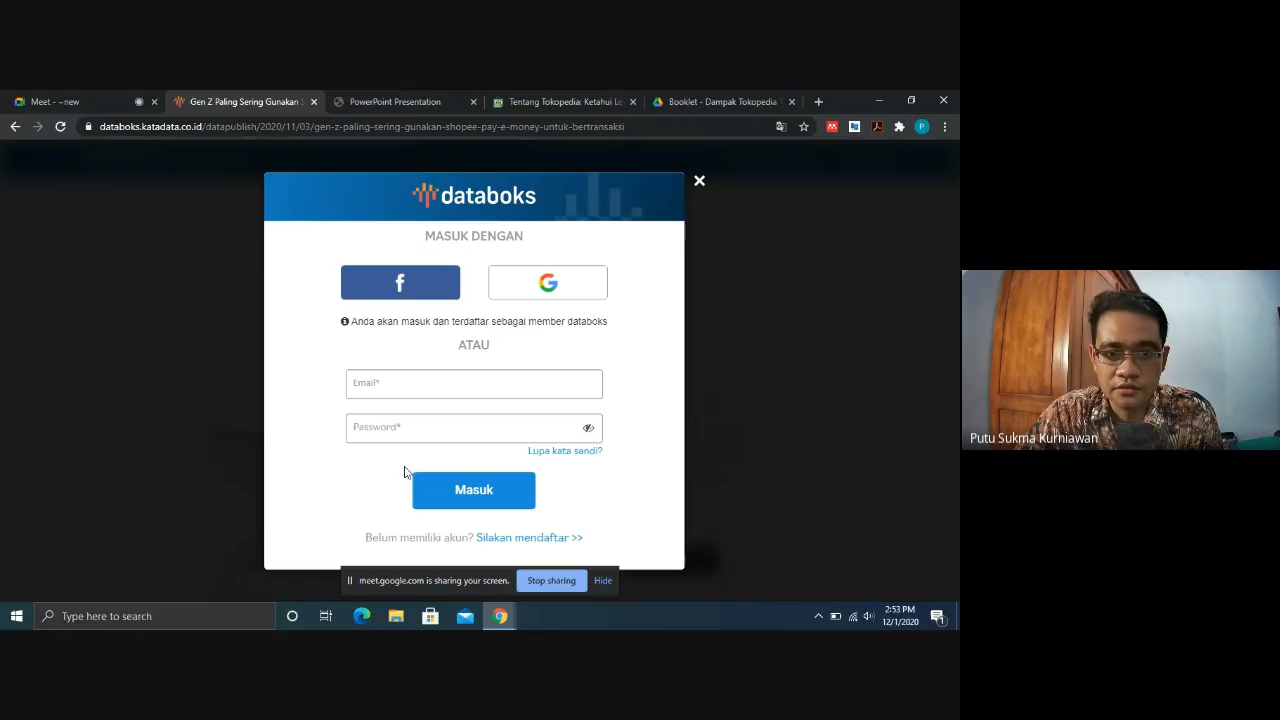 Meet - ~new
Gen Z Paling Sering Gunakan
PowerPoint Presentation
Tentang Tokopedia: Ketahui Le
Booklet - Dampak Tokopedia
databoks.katadata.co.id/datapublish/2020/11/03/gen-z-paling-sering-gunakan-shopee-pay-e-money-untuk-bertransaksi
P
databoks
MASUK DENGAN
f
G
Anda akan masuk dan terdaftar sebagai member databoks
ATAU
Email*
Password*
Lupa kata sandi?
Masuk
Belum memiliki akun? Silakan mendaftar >>
meet.google.com is sharing your screen.
Stop sharing
Hide
Type here to search
2:53 PM
12/1/2020
Putu Sukma Kurniawan